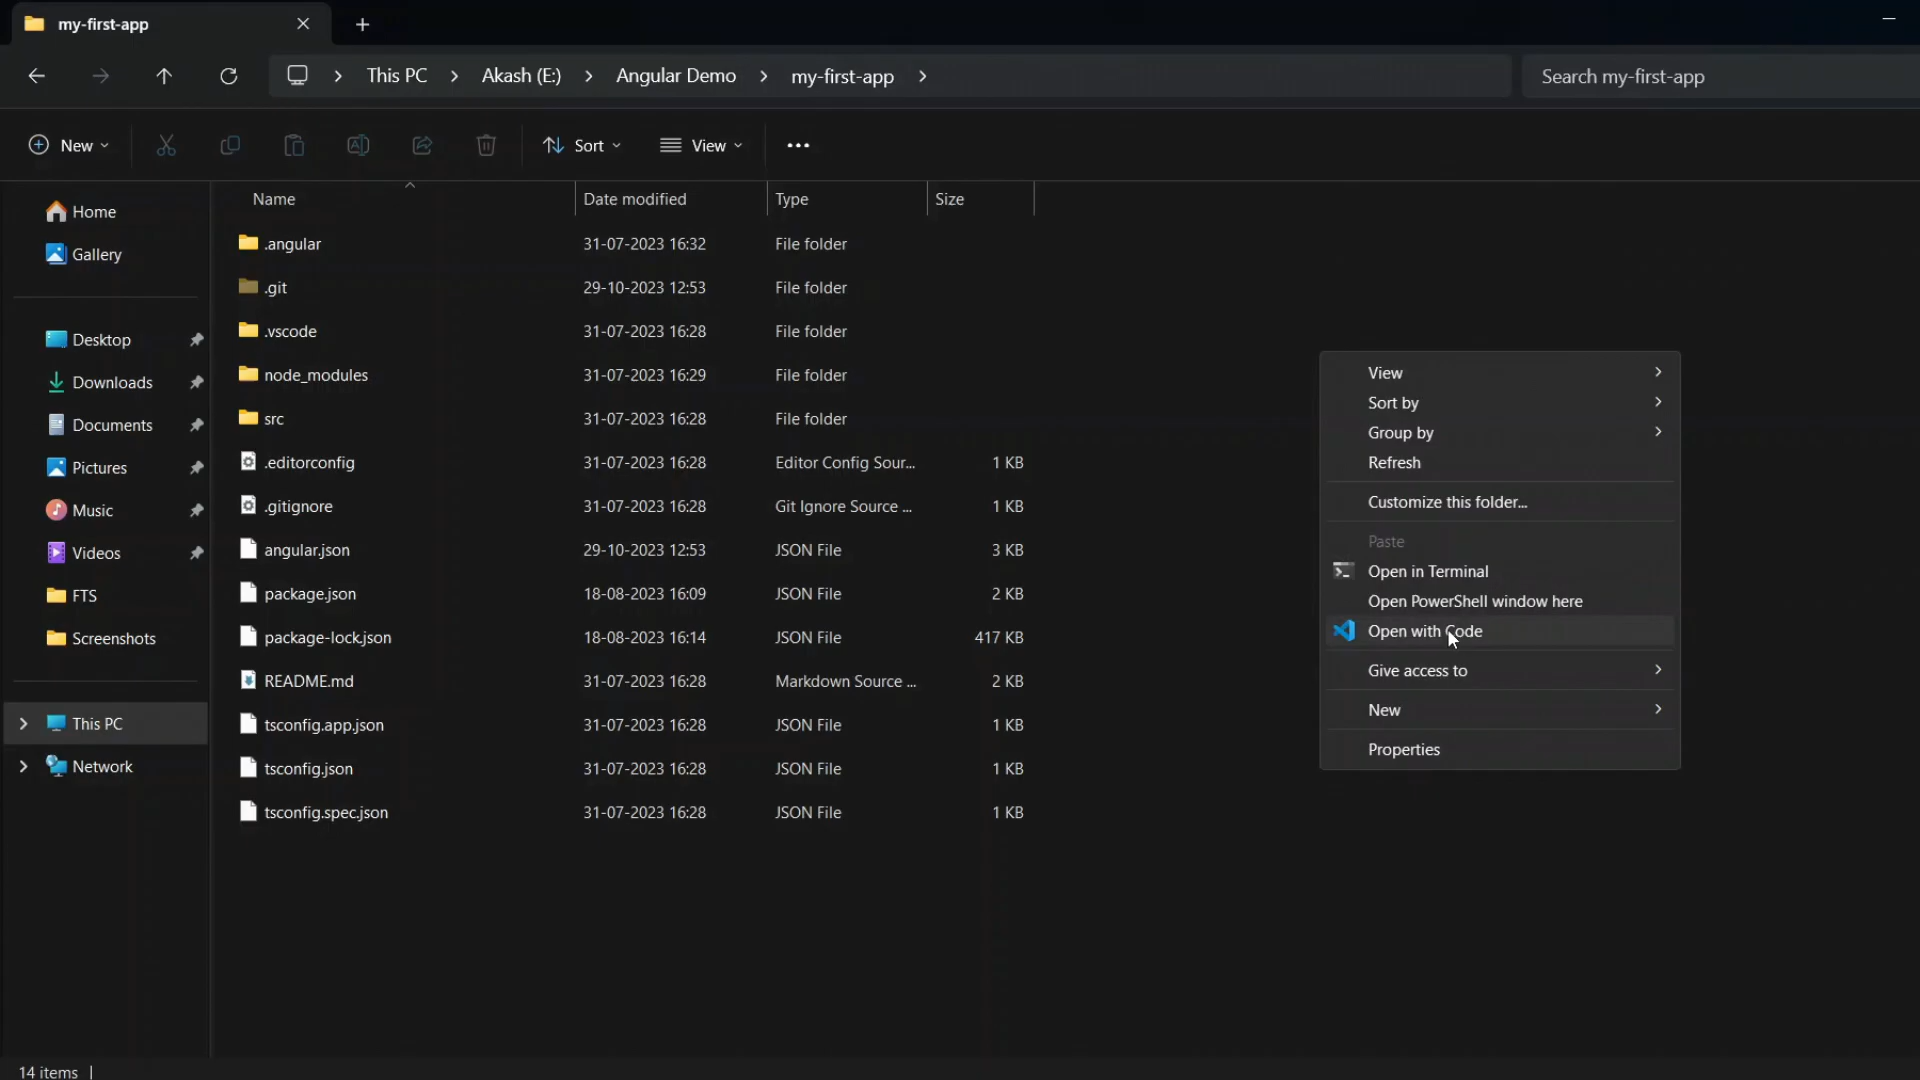 my-first-app
This PC > Akash (E:) > Angular Demo > my-first-app >
Search my-first-app
New
Sort
View
Name Date modified Type Size
Home
Gallery
Desktop
Downloads
Documents
Pictures
Music
Videos
FTS
Screenshots
This PC
Network
.angular 31-07-2023 16:32 File folder
.git 29-10-2023 12:53 File folder
.vscode 31-07-2023 16:28 File folder
node_modules 31-07-2023 16:29 File folder
src 31-07-2023 16:28 File folder
.editorconfig 31-07-2023 16:28 Editor Config Sour... 1 KB
.gitignore 31-07-2023 16:28 Git Ignore Source ... 1 KB
angular.json 29-10-2023 12:53 JSON File 3 KB
package.json 18-08-2023 16:09 JSON File 2 KB
package-lock.json 18-08-2023 16:14 JSON File 417 KB
README.md 31-07-2023 16:28 Markdown Source ... 2 KB
tsconfig.app.json 31-07-2023 16:28 JSON File 1 KB
tsconfig.json 31-07-2023 16:28 JSON File 1 KB
tsconfig.spec.json 31-07-2023 16:28 JSON File 1 KB
View
Sort by
Group by
Refresh
Customize this folder...
Paste
Open in Terminal
Open PowerShell window here
Open with Code
Give access to
New
Properties
14 items